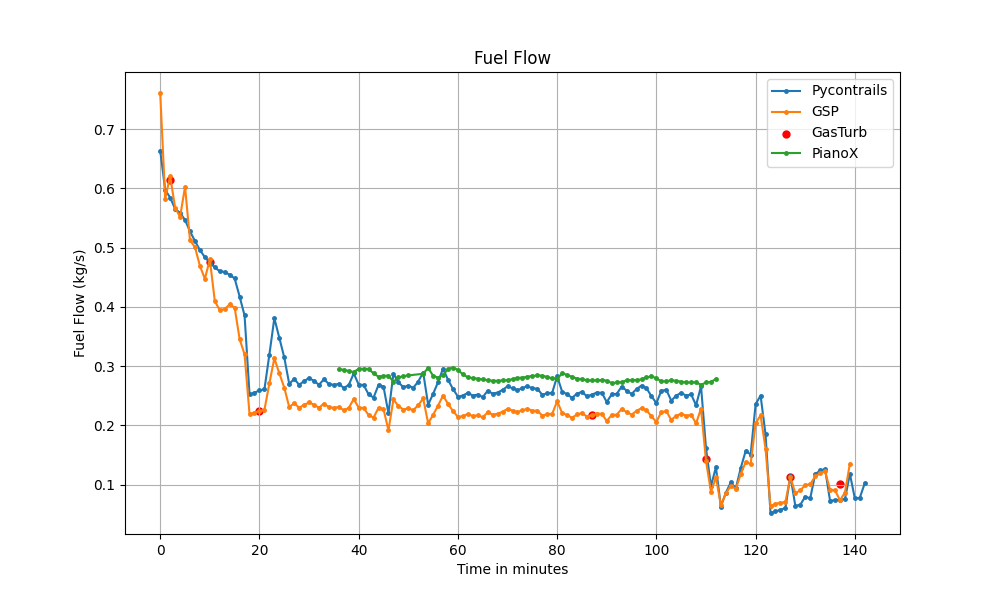 Fuel Flow
Pycontrails
GSP
GasTurb
PianoX
Fuel Flow (kg/s)
0.7
0.6
0.5
0.4
0.3
0.2
0.1
0 20 40 60 80 100 120 140
Time in minutes